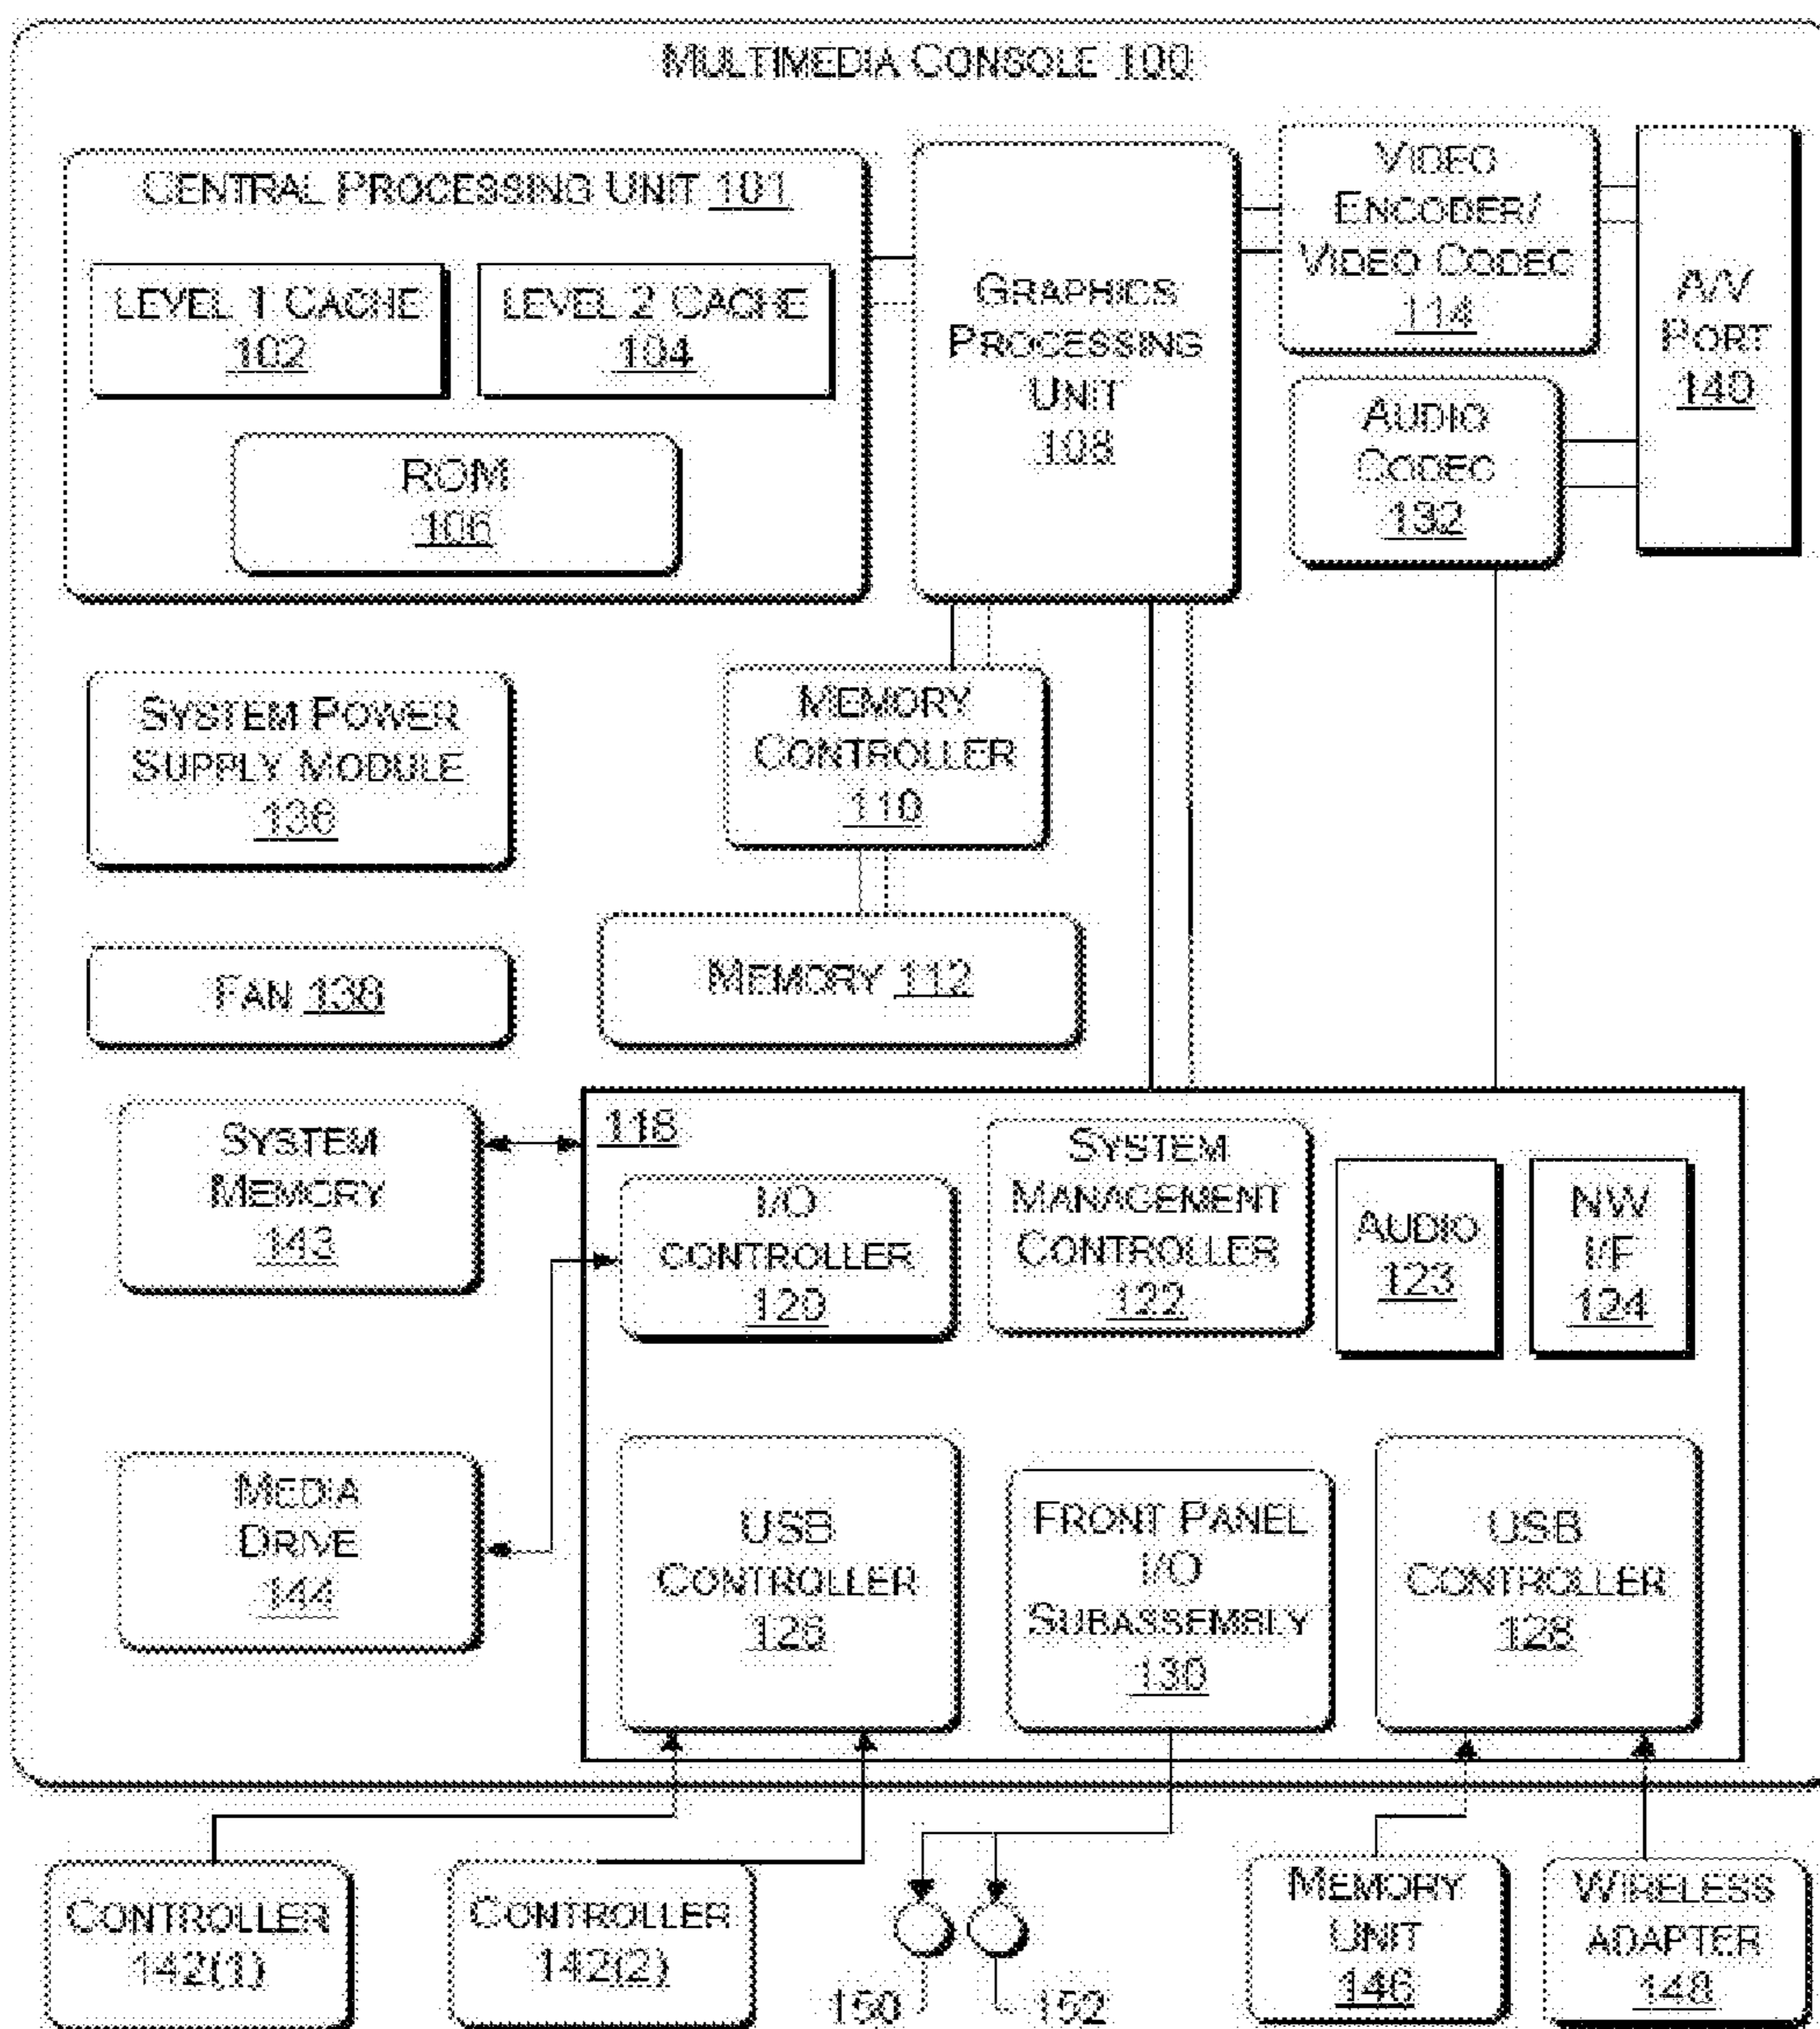 MULTIMEDIA CONSOLE 100
CENTRAL PROCESSING UNIT 101
LEVEL 1 CACHE
102
LEVEL 2 CACHE
104
ROM
106
GRAPHICS
PROCESSING
UNIT
108
VIDEO
ENCODER/
VIDEO CODEC
114
A/V
PORT
140
AUDIO
CODEC
132
SYSTEM POWER
SUPPLY MODULE
136
MEMORY
CONTROLLER
110
FAN 138
MEMORY 112
SYSTEM
MEMORY
143
118
I/O
CONTROLLER
120
SYSTEM
MANAGEMENT
CONTROLLER
122
AUDIO
123
NW
I/F
124
MEDIA
DRIVE
144
USB
CONTROLLER
126
FRONT PANEL
I/O
SUBASSEMBLY
130
USB
CONTROLLER
128
CONTROLLER
142(1)
CONTROLLER
142(2)
150
152
MEMORY
UNIT
146
WIRELESS
ADAPTER
148